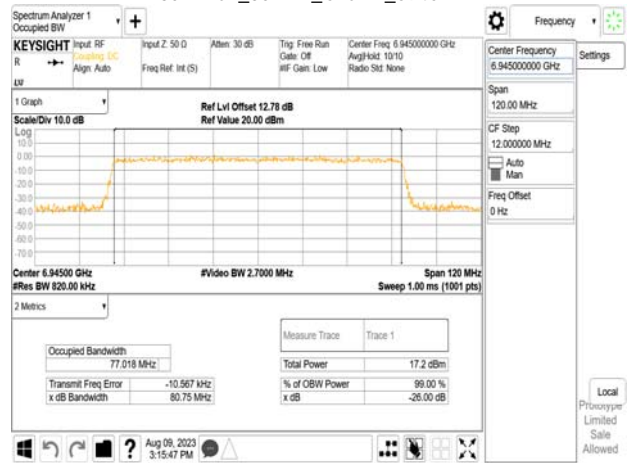 Spectrum Analyzer 1
Occupied BW
Frequency
KEYSIGHT
R
Input: RF
Coupling: DC
Align: Auto
Input Z: 50 Ω
Freq Ref: Int (S)
Atten: 30 dB
Trig: Free Run
Gate: Off
#IF Gain: Low
Center Freq: 6.945000000 GHz
Avg|Hold: 10/10
Radio Std: None
Center Frequency
6.945000000 GHz
Settings
Span
120.00 MHz
CF Step
12.000000 MHz
Auto
Man
Freq Offset
0 Hz
1 Graph
Scale/Div 10.0 dB
Ref Lvl Offset 12.78 dB
Ref Value 20.00 dBm
Log
10.0
0.00
-10.0
-20.0
-30.0
-40.0
-50.0
-60.0
-70.0
Center 6.94500 GHz
#Res BW 820.00 kHz
#Video BW 2.7000 MHz
Span 120 MHz
Sweep 1.00 ms (1001 pts)
2 Metrics
Measure Trace
Trace 1
Occupied Bandwidth
77.018 MHz
Total Power
17.2 dBm
Transmit Freq Error
-10.567 kHz
% of OBW Power
99.00 %
x dB Bandwidth
80.75 MHz
x dB
-26.00 dB
Local
Prototype
Limited
Sale
Allowed
?
Aug 09, 2023
3:15:47 PM